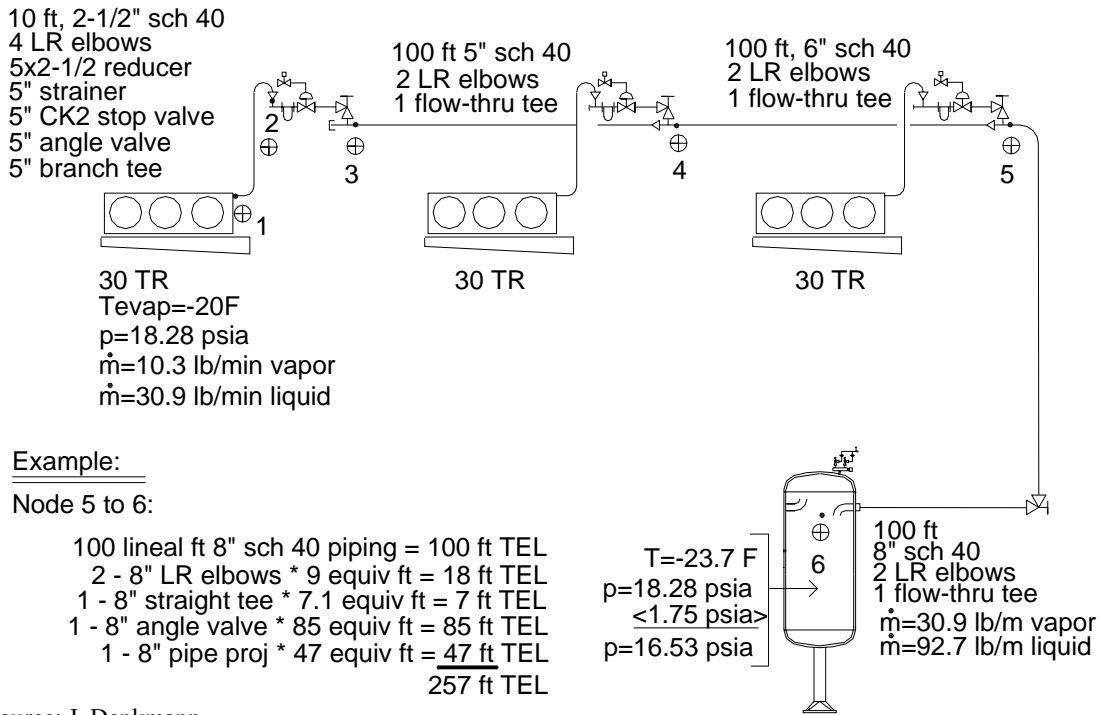 10 ft, 2-1/2" sch 40
4 LR elbows
5x2-1/2 reducer
5" strainer
5" CK2 stop valve
5" angle valve
5" branch tee
100 ft 5" sch 40
2 LR elbows
1 flow-thru tee
100 ft, 6" sch 40
2 LR elbows
1 flow-thru tee
2
3
4
5
1
30 TR
Tevap=-20F
p=18.28 psia
ṁ=10.3 lb/min vapor
ṁ=30.9 lb/min liquid
30 TR
30 TR
Example:
Node 5 to 6:
100 lineal ft 8" sch 40 piping = 100 ft TEL
2 - 8" LR elbows * 9 equiv ft = 18 ft TEL
1 - 8" straight tee * 7.1 equiv ft = 7 ft TEL
1 - 8" angle valve * 85 equiv ft = 85 ft TEL
1 - 8" pipe proj * 47 equiv ft = 47 ft TEL
257 ft TEL
T=-23.7 F
p=18.28 psia
<1.75 psia>
p=16.53 psia
6
100 ft
8" sch 40
2 LR elbows
1 flow-thru tee
ṁ=30.9 lb/m vapor
ṁ=92.7 lb/m liquid